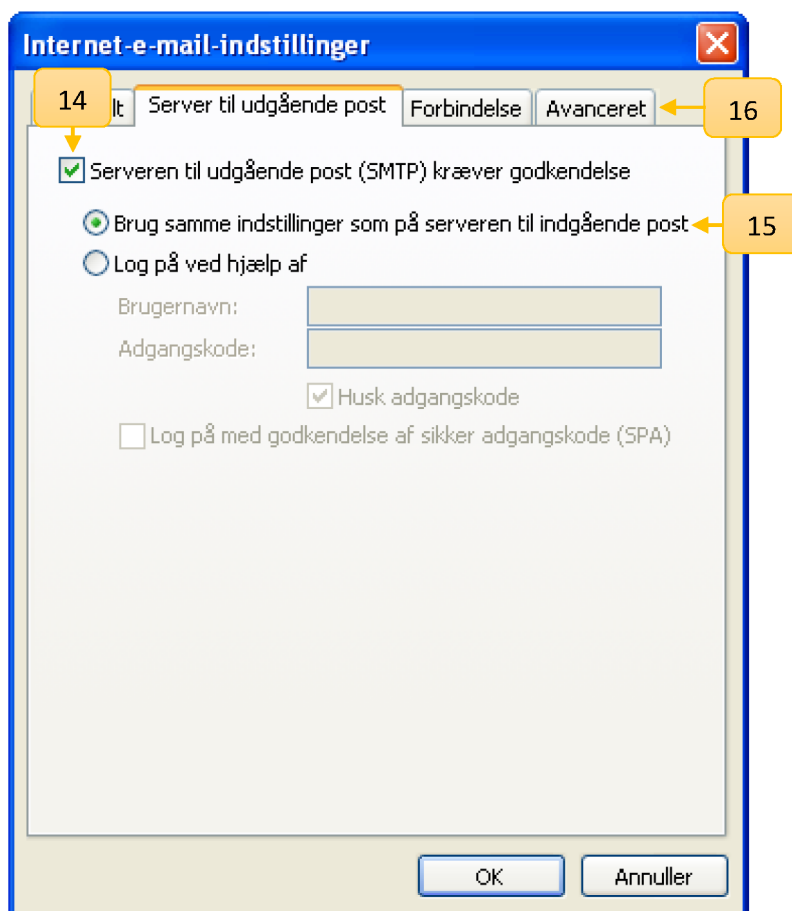 Internet-e-mail-indstillinger
14
lt Server til udgående post Forbindelse Avanceret
16
Serveren til udgående post (SMTP) kræver godkendelse
Brug samme indstillinger som på serveren til indgående post
15
Log på ved hjælp af
Brugernavn:
Adgangskode:
Husk adgangskode
Log på med godkendelse af sikker adgangskode (SPA)
OK Annuller